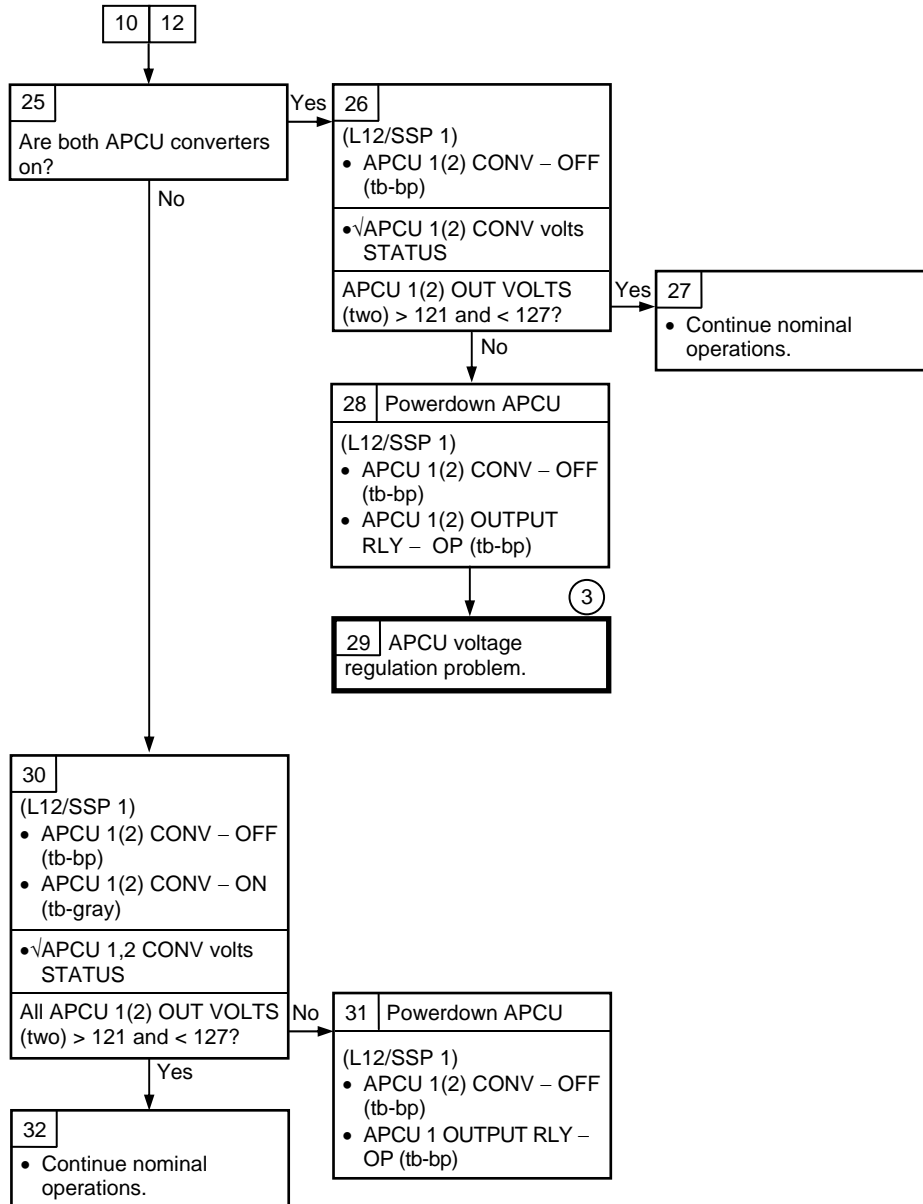 10 12
25
Are both APCU converters
on?
Yes
No
26
(L12/SSP 1)
• APCU 1(2) CONV – OFF
(tb-bp)
•√APCU 1(2) CONV volts
STATUS
APCU 1(2) OUT VOLTS
(two) > 121 and < 127?
Yes
No
27
• Continue nominal
operations.
28 Powerdown APCU
(L12/SSP 1)
• APCU 1(2) CONV – OFF
(tb-bp)
• APCU 1(2) OUTPUT
RLY – OP (tb-bp)
3
29 APCU voltage
regulation problem.
30
(L12/SSP 1)
• APCU 1(2) CONV – OFF
(tb-bp)
• APCU 1(2) CONV – ON
(tb-gray)
•√APCU 1,2 CONV volts
STATUS
All APCU 1(2) OUT VOLTS
(two) > 121 and < 127?
No
Yes
31 Powerdown APCU
(L12/SSP 1)
• APCU 1(2) CONV – OFF
(tb-bp)
• APCU 1 OUTPUT RLY –
OP (tb-bp)
32
• Continue nominal
operations.